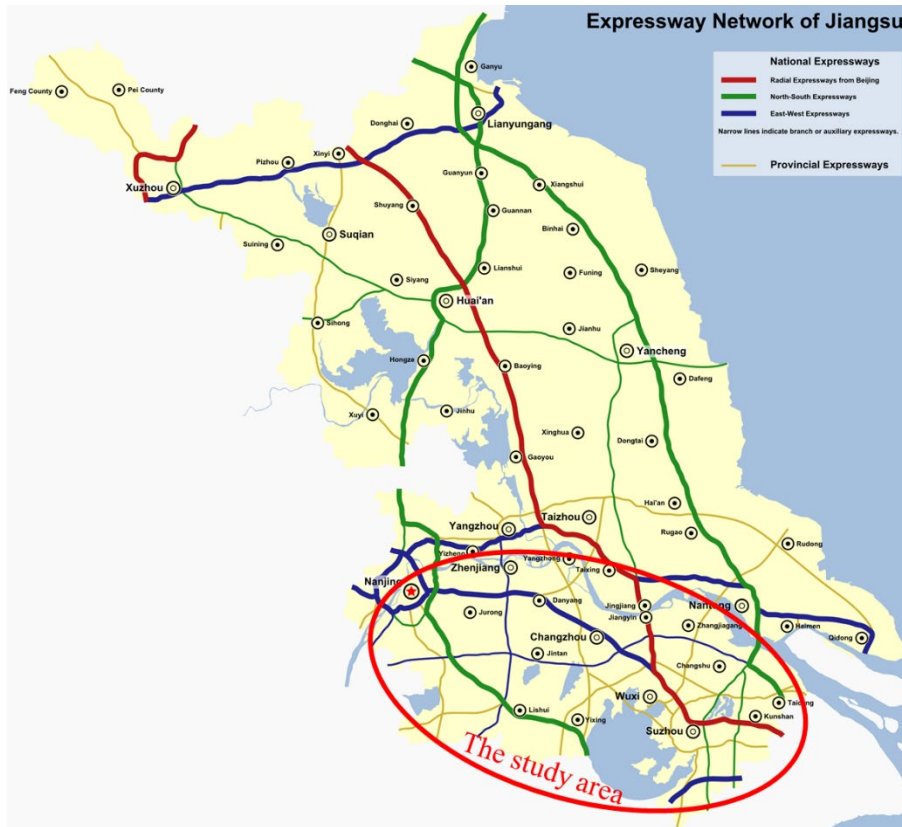 Expressway Network of Jiangsu
National Expressways
Radial Expressways from Beijing
North-South Expressways
East-West Expressways
Narrow lines indicate branch or auxiliary expressways.
Provincial Expressways
Ganyu
Feng County
Pei County
Donghai
Lianyungang
Xinyi
Pizhou
Guanyun
Xuzhou
Xiangshui
Shuyang
Guannan
Binhai
Suqian
Suining
Lianshui
Funing
Sheyang
Siyang
Huai'an
Sihong
Jianhu
Yancheng
Hongze
Baoying
Dafeng
Xuyi
Jinhu
Xinghua
Dongtai
Gaoyou
Hai'an
Taizhou
Yangzhou
Rugao
Rudong
Yizheng
Yangzhong
Zhenjiang
Taixing
Nanjing
Danyang
Jingjiang
Nantong
Jurong
Jiangyin
Zhangjiagang
Haimen
Changzhou
Qidong
Jintan
Changshu
Wuxi
Taicang
Lishui
Yixing
Kunshan
Suzhou
The study area